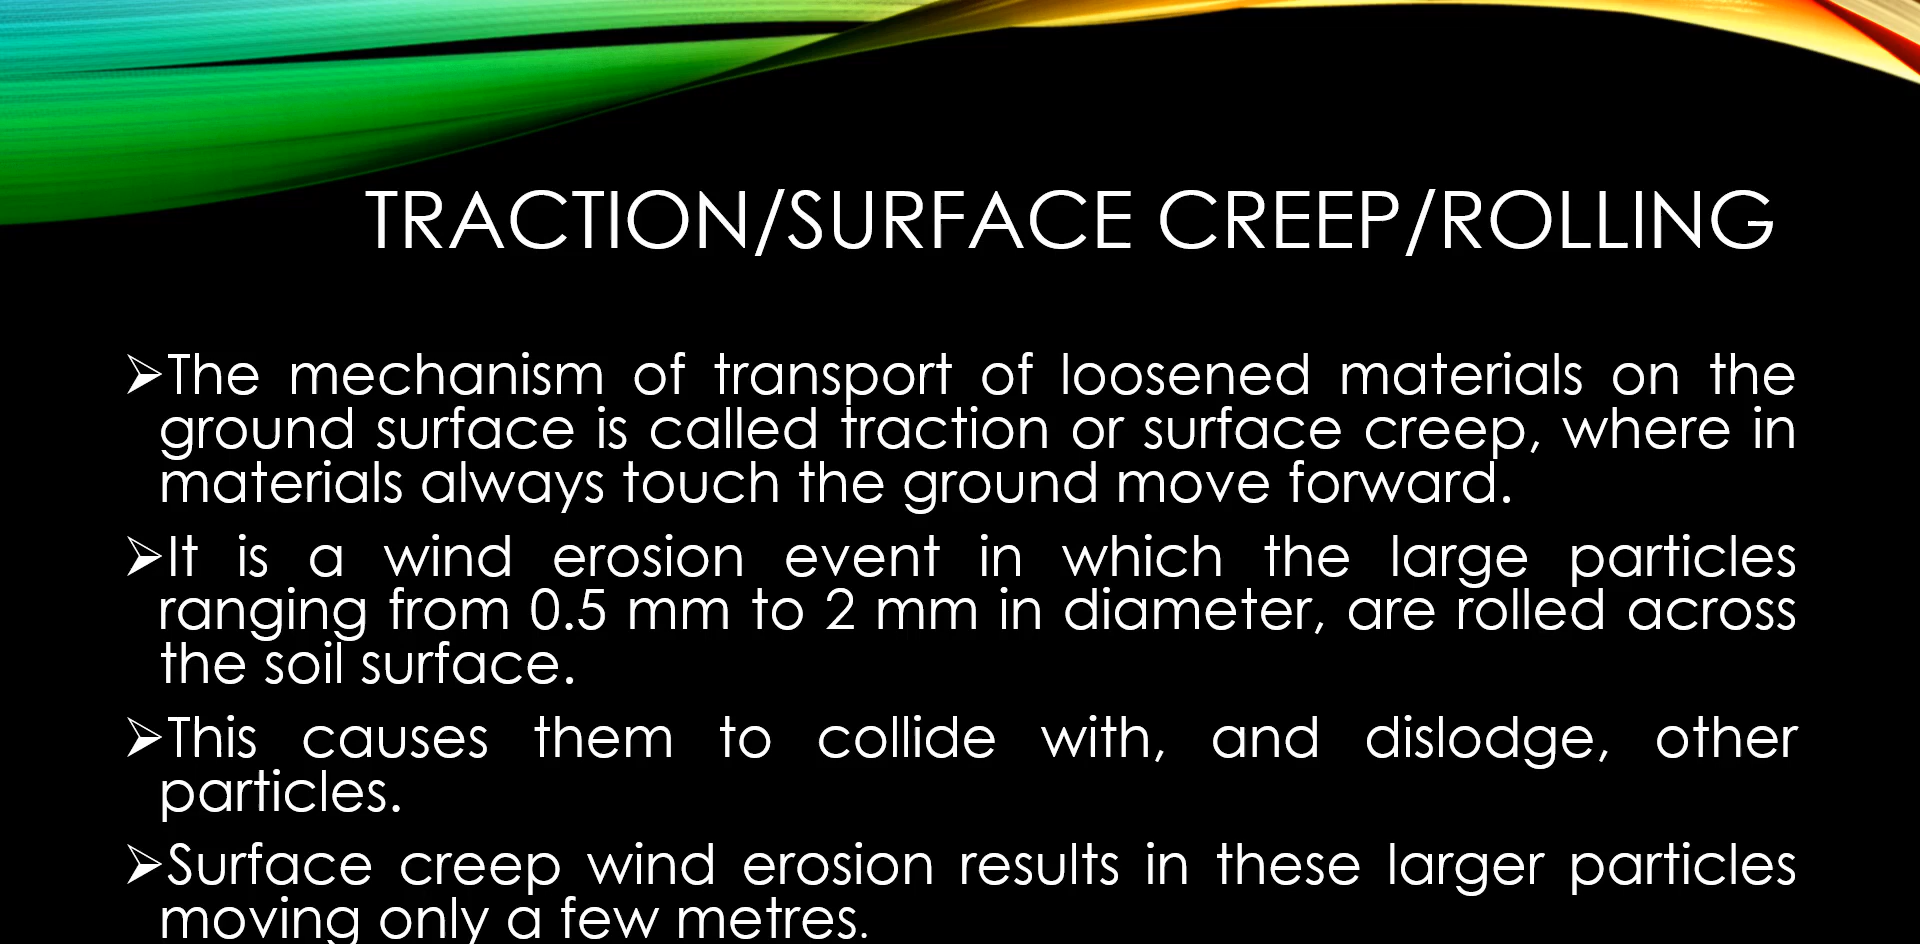 TRACTION/SURFACE CREEP/ROLLING
➢The mechanism of transport of loosened materials on the
ground surface is called traction or surface creep, where in
materials always touch the ground move forward.
➢It is a wind erosion event in which the large particles
ranging from 0.5 mm to 2 mm in diameter, are rolled across
the soil surface.
➢This causes them to collide with, and dislodge, other
particles.
➢Surface creep wind erosion results in these larger particles
moving only a few metres.